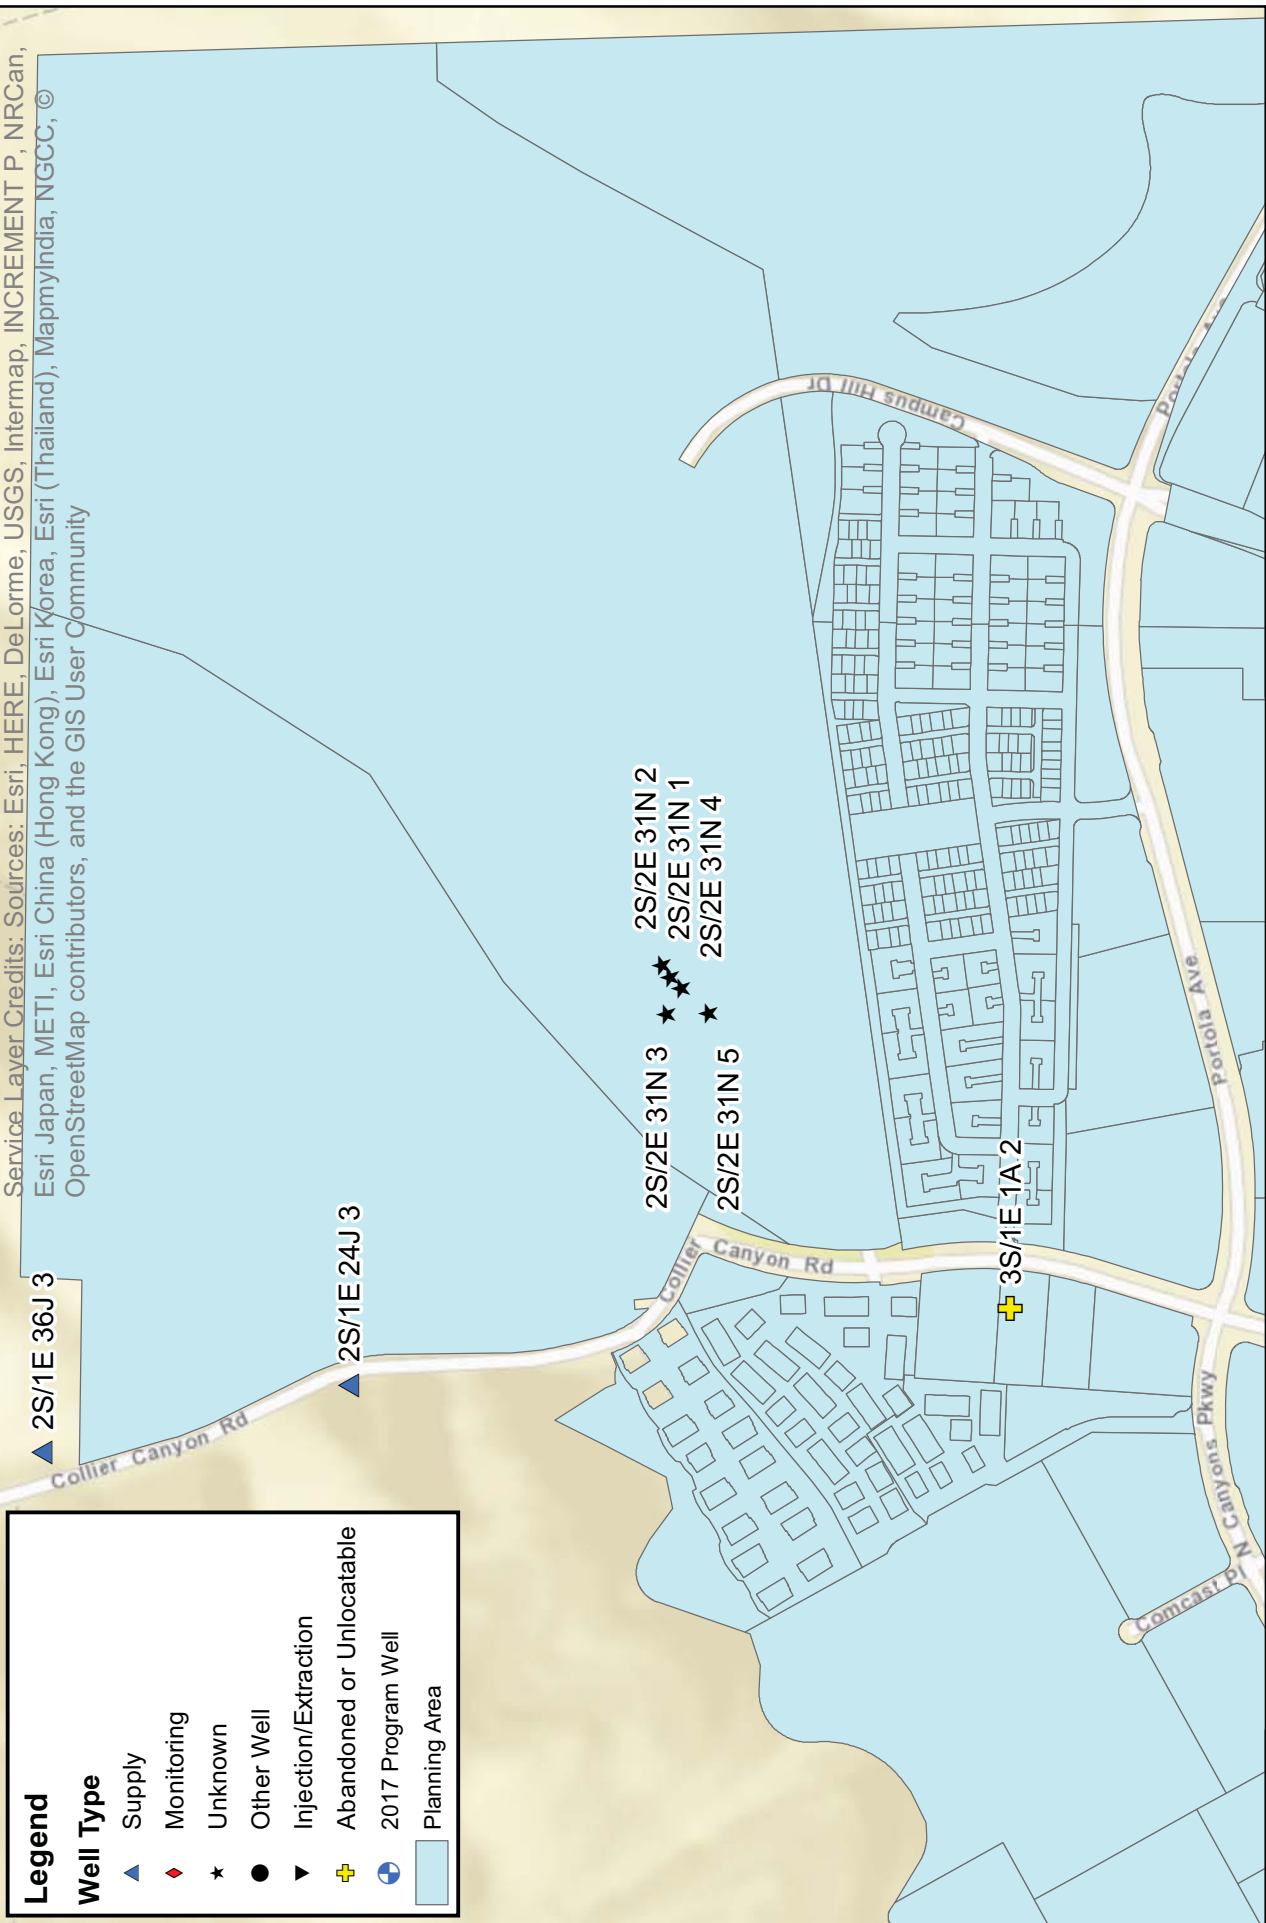 Service Layer Credits: Sources: Esri, HERE, DeLorme, USGS, Intermap, INCREMENT P, NRCan,
Esri Japan, METI, Esri China (Hong Kong), Esri Korea, Esri (Thailand), MapmyIndia, NGCC, ©
OpenStreetMap contributors, and the GIS User Community
Legend
Well Type
Supply
Monitoring
Unknown
Other Well
Injection/Extraction
Abandoned or Unlocatable
2017 Program Well
Planning Area
2S/1E 36J 3
Collier Canyon Rd
2S/1E 24J 3
2S/2E 31N 2
2S/2E 31N 1
2S/2E 31N 4
2S/2E 31N 3
2S/2E 31N 5
Collier Canyon Rd
Campus Hill Dr
3S/1E 1A 2
Portola Ave
Portola Ave
N Canyons Pkwy
Comcast Pl